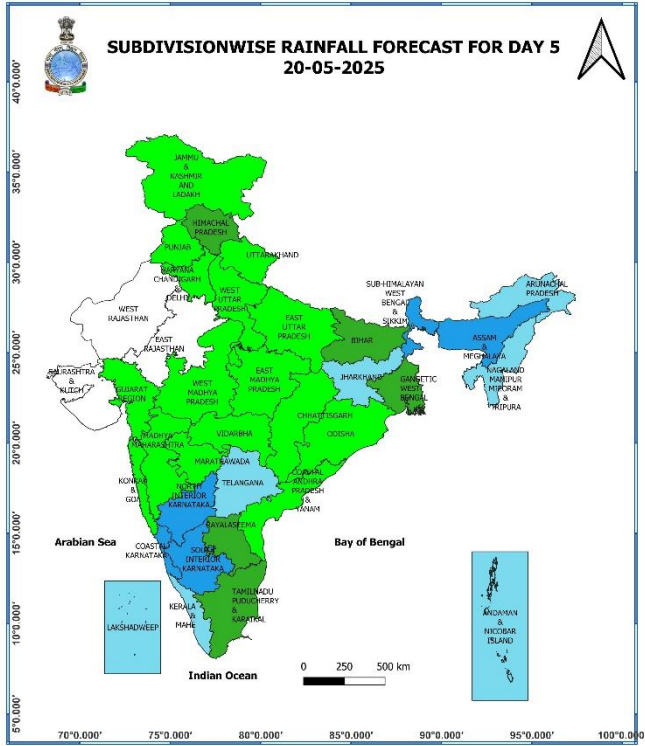 SUBDIVISIONWISE RAINFALL FORECAST FOR DAY 5
20-05-2025
JAMMU
&
KASHMIR
AND
LADAKH
HIMACHAL
PRADESH
PUNJAB
UTTARAKHAND
HARYANA
CHANDIGARH
&
DELHI
WEST
UTTAR
PRADESH
WEST
RAJASTHAN
EAST
RAJASTHAN
EAST
UTTAR
PRADESH
SUB-HIMALAYAN
WEST
BENGAL
&
SIKKIM
ARUNACHAL
PRADESH
ASSAM
&
MEGHALAYA
NAGALAND
MANIPUR
MIZORAM
&
TRIPURA
BIHAR
JHARKHAND
GANGETIC
WEST
BENGAL
SAURASHTRA
&
KUTCH
GUJARAT
REGION
WEST
MADHYA
PRADESH
EAST
MADHYA
PRADESH
CHHATTISGARH
ODISHA
MADHYA
MAHARASHTRA
VIDARBHA
MARATHAWADA
KONKAN
&
GOA
TELANGANA
COASTAL
ANDHRA
PRADESH
&
YANAM
NORTH
INTERIOR
KARNATAKA
RAYALASEEMA
COASTAL
KARNATAKA
SOUTH
INTERIOR
KARNATAKA
KERALA
&
MAHE
TAMILNADU
PUDUCHERRY
&
KARAIKAL
LAKSHADWEEP
ANDAMAN
&
NICOBAR
ISLAND
Arabian Sea
Bay of Bengal
Indian Ocean
0 250 500 km
40°0.000'
35°0.000'
30°0.000'
25°0.000'
20°0.000'
15°0.000'
10°0.000'
5°0.000'
70°0.000' 75°0.000' 80°0.000' 85°0.000' 90°0.000' 95°0.000' 100°0.000'